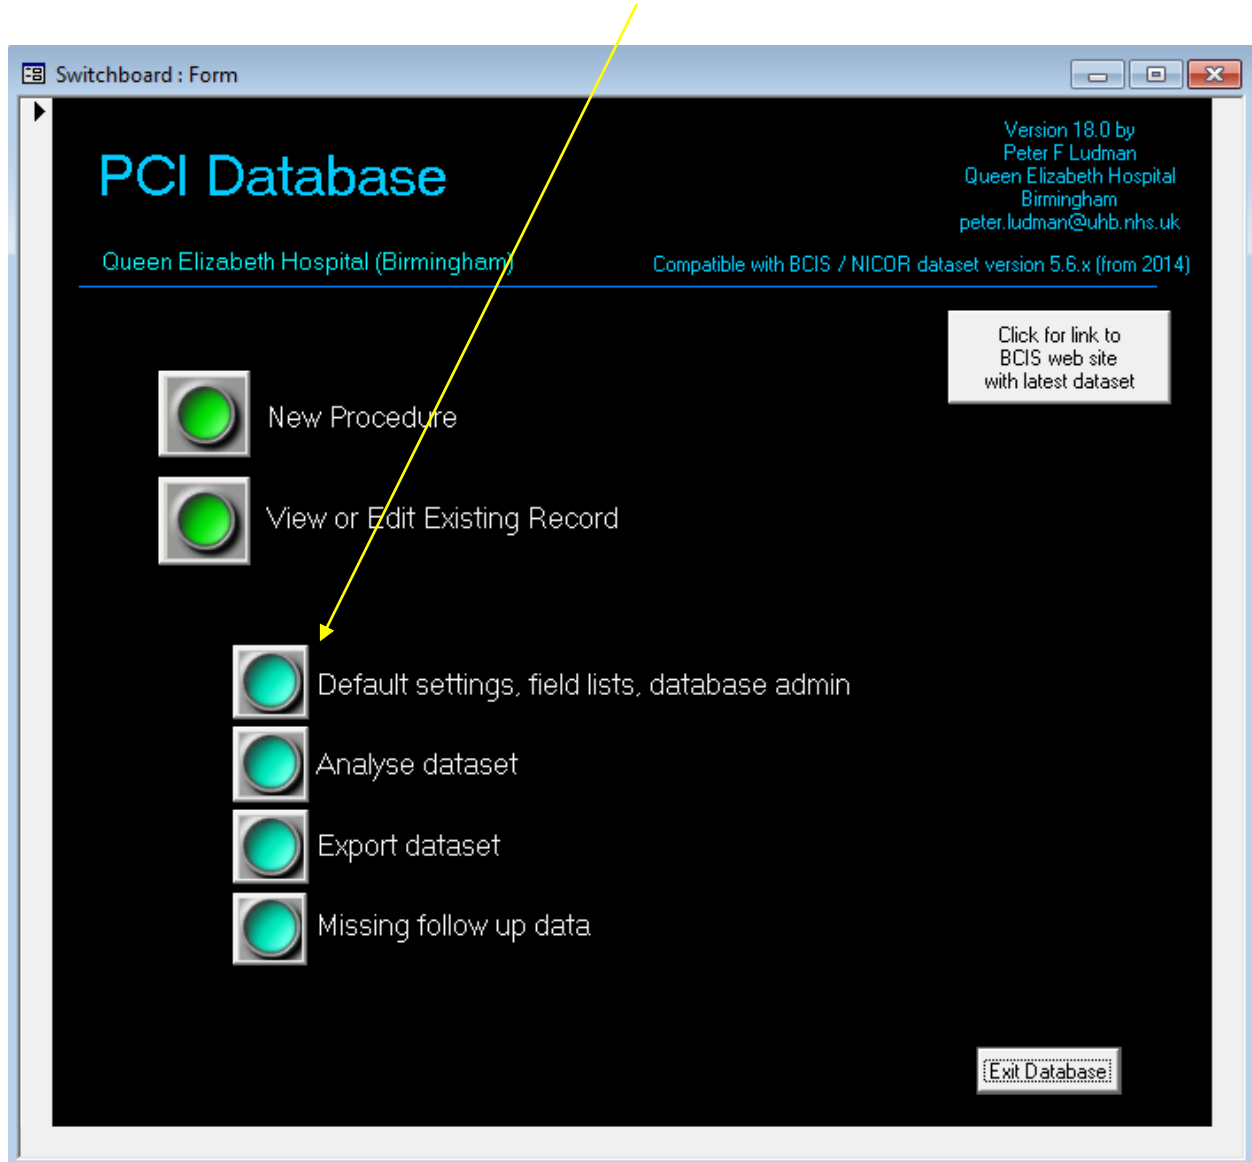 Switchboard : Form
PCI Database
Version 18.0 by
Peter F Ludman
Queen Elizabeth Hospital
Birmingham
peter.ludman@uhb.nhs.uk
Queen Elizabeth Hospital (Birmingham)
Compatible with BCIS / NICOR dataset version 5.6.x (from 2014)
Click for link to
BCIS web site
with latest dataset
New Procedure
View or Edit Existing Record
Default settings, field lists, database admin
Analyse dataset
Export dataset
Missing follow up data
Exit Database